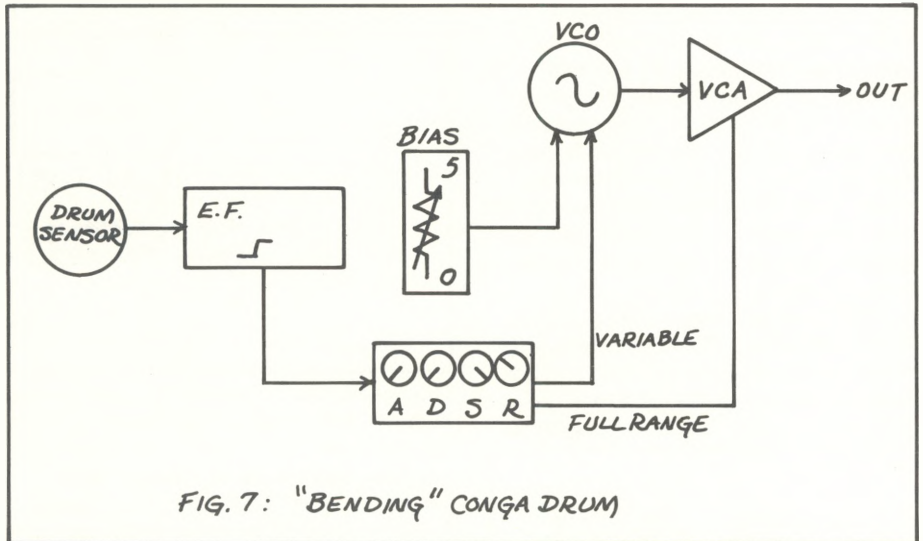 VCO
VCA
OUT
BIAS
5
0
DRUM
SENSOR
E.F.
VARIABLE
A D S R
FULL RANGE
FIG. 7: "BENDING" CONGA DRUM